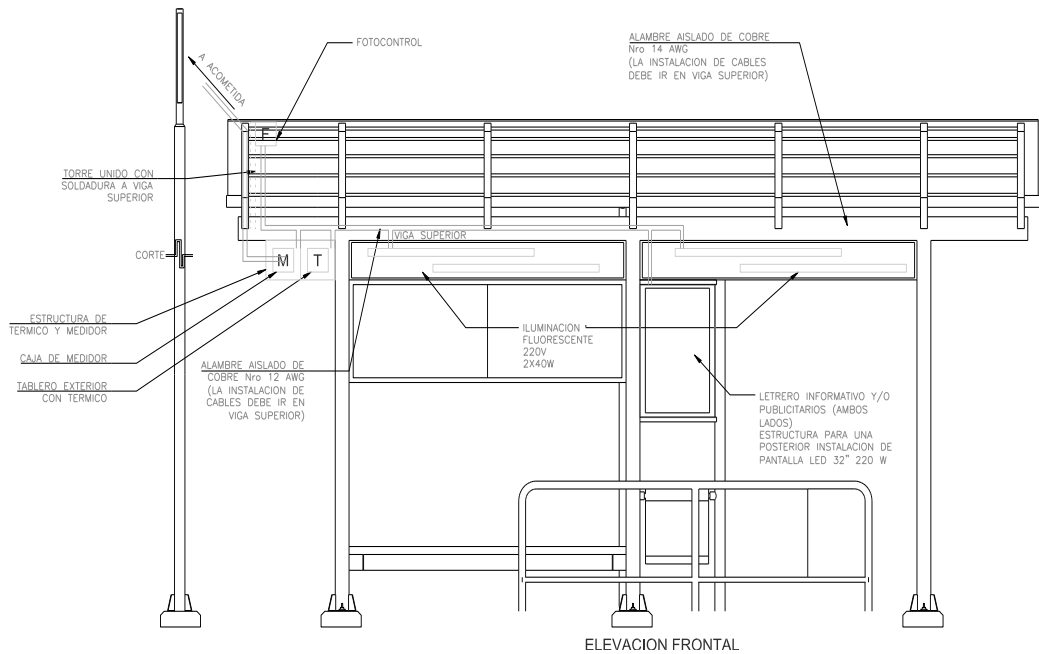 FOTOCONTROL
ALAMBRE AISLADO DE COBRE
Nro 14 AWG
(LA INSTALACION DE CABLES
DEBE IR EN VIGA SUPERIOR)
A ACOMETIDA
F
TORRE UNIDO CON
SOLDADURA A VIGA
SUPERIOR
VIGA SUPERIOR
CORTE
M
T
ESTRUCTURA DE
TERMICO Y MEDIDOR
CAJA DE MEDIDOR
TABLERO EXTERIOR
CON TERMICO
ALAMBRE AISLADO DE
COBRE Nro 12 AWG
(LA INSTALACION DE
CABLES DEBE IR EN
VIGA SUPERIOR)
ILUMINACION
FLUORESCENTE
220V
2X40W
LETRERO INFORMATIVO Y/O
PUBLICITARIOS (AMBOS
LADOS)
ESTRUCTURA PARA UNA
POSTERIOR INSTALACION DE
PANTALLA LED 32" 220 W
ELEVACION FRONTAL